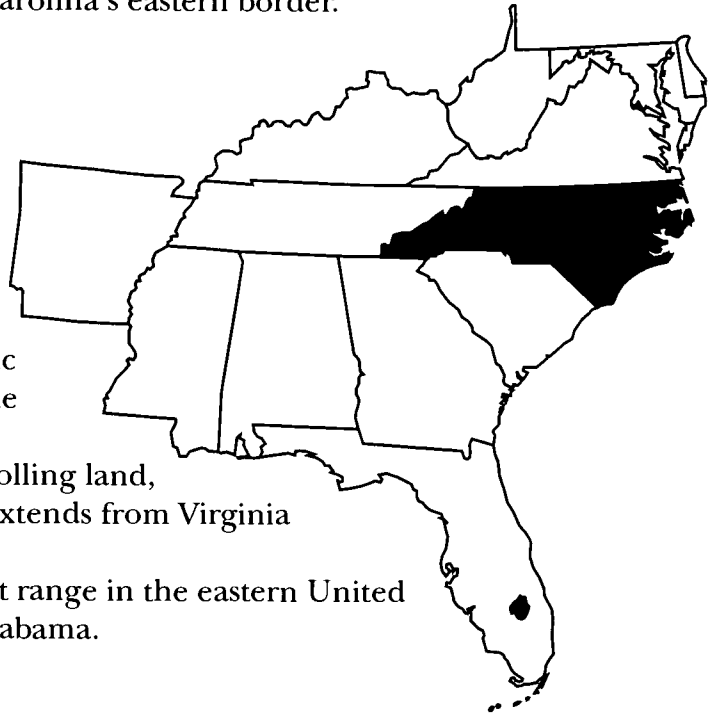 arolina's eastern border.
c
e
olling land,
xtends from Virginia
t range in the eastern United
abama.